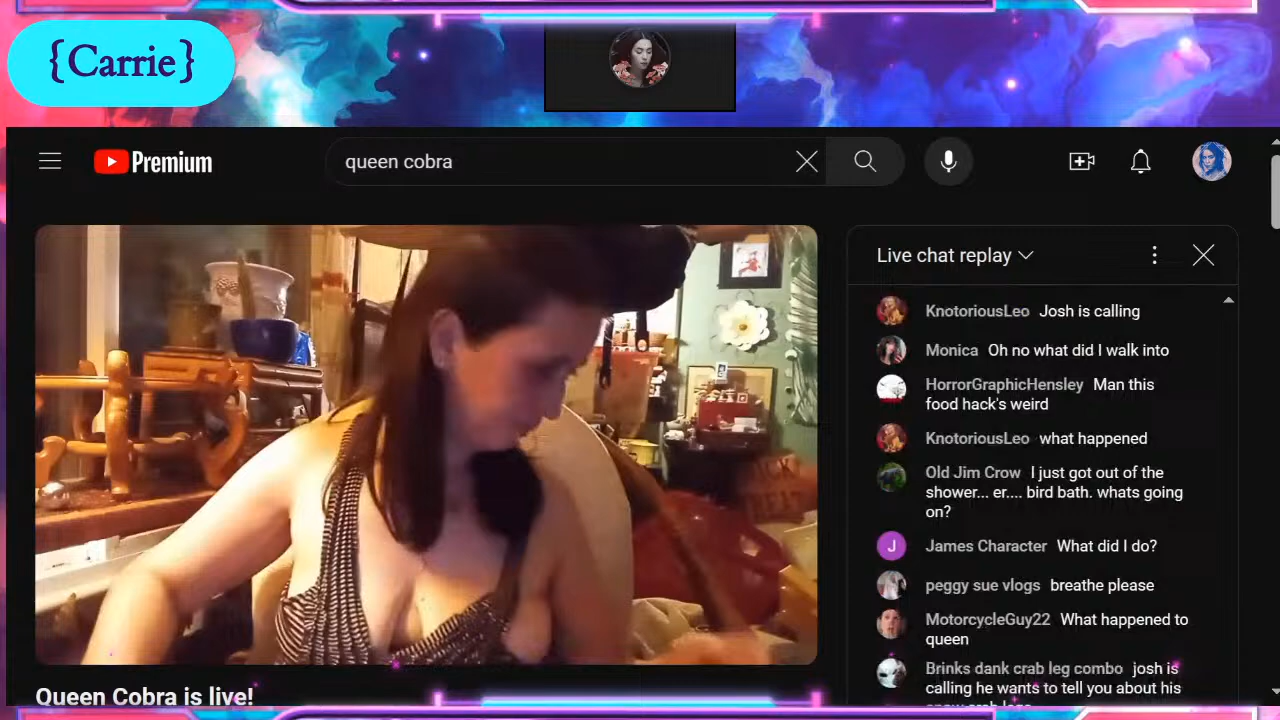 {Carrie}
Premium
queen cobra
Live chat replay
KnotoriousLeo Josh is calling
Monica Oh no what did I walk into
HorrorGraphicHensley Man this
food hack's weird
KnotoriousLeo what happened
Old Jim Crow I just got out of the
shower... er.... bird bath. whats going
on?
J
James Character What did I do?
peggy sue vlogs breathe please
MotorcycleGuy22 What happened to
queen
Brinks dank crab leg combo josh is
calling he wants to tell you about his
Queen Cobra is live!